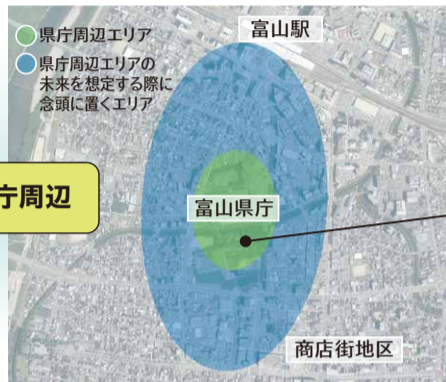 富山駅
県庁周辺エリア
県庁周辺エリアの
未来を想定する際に
念頭に置くエリア
庁周辺
富山県庁
商店街地区